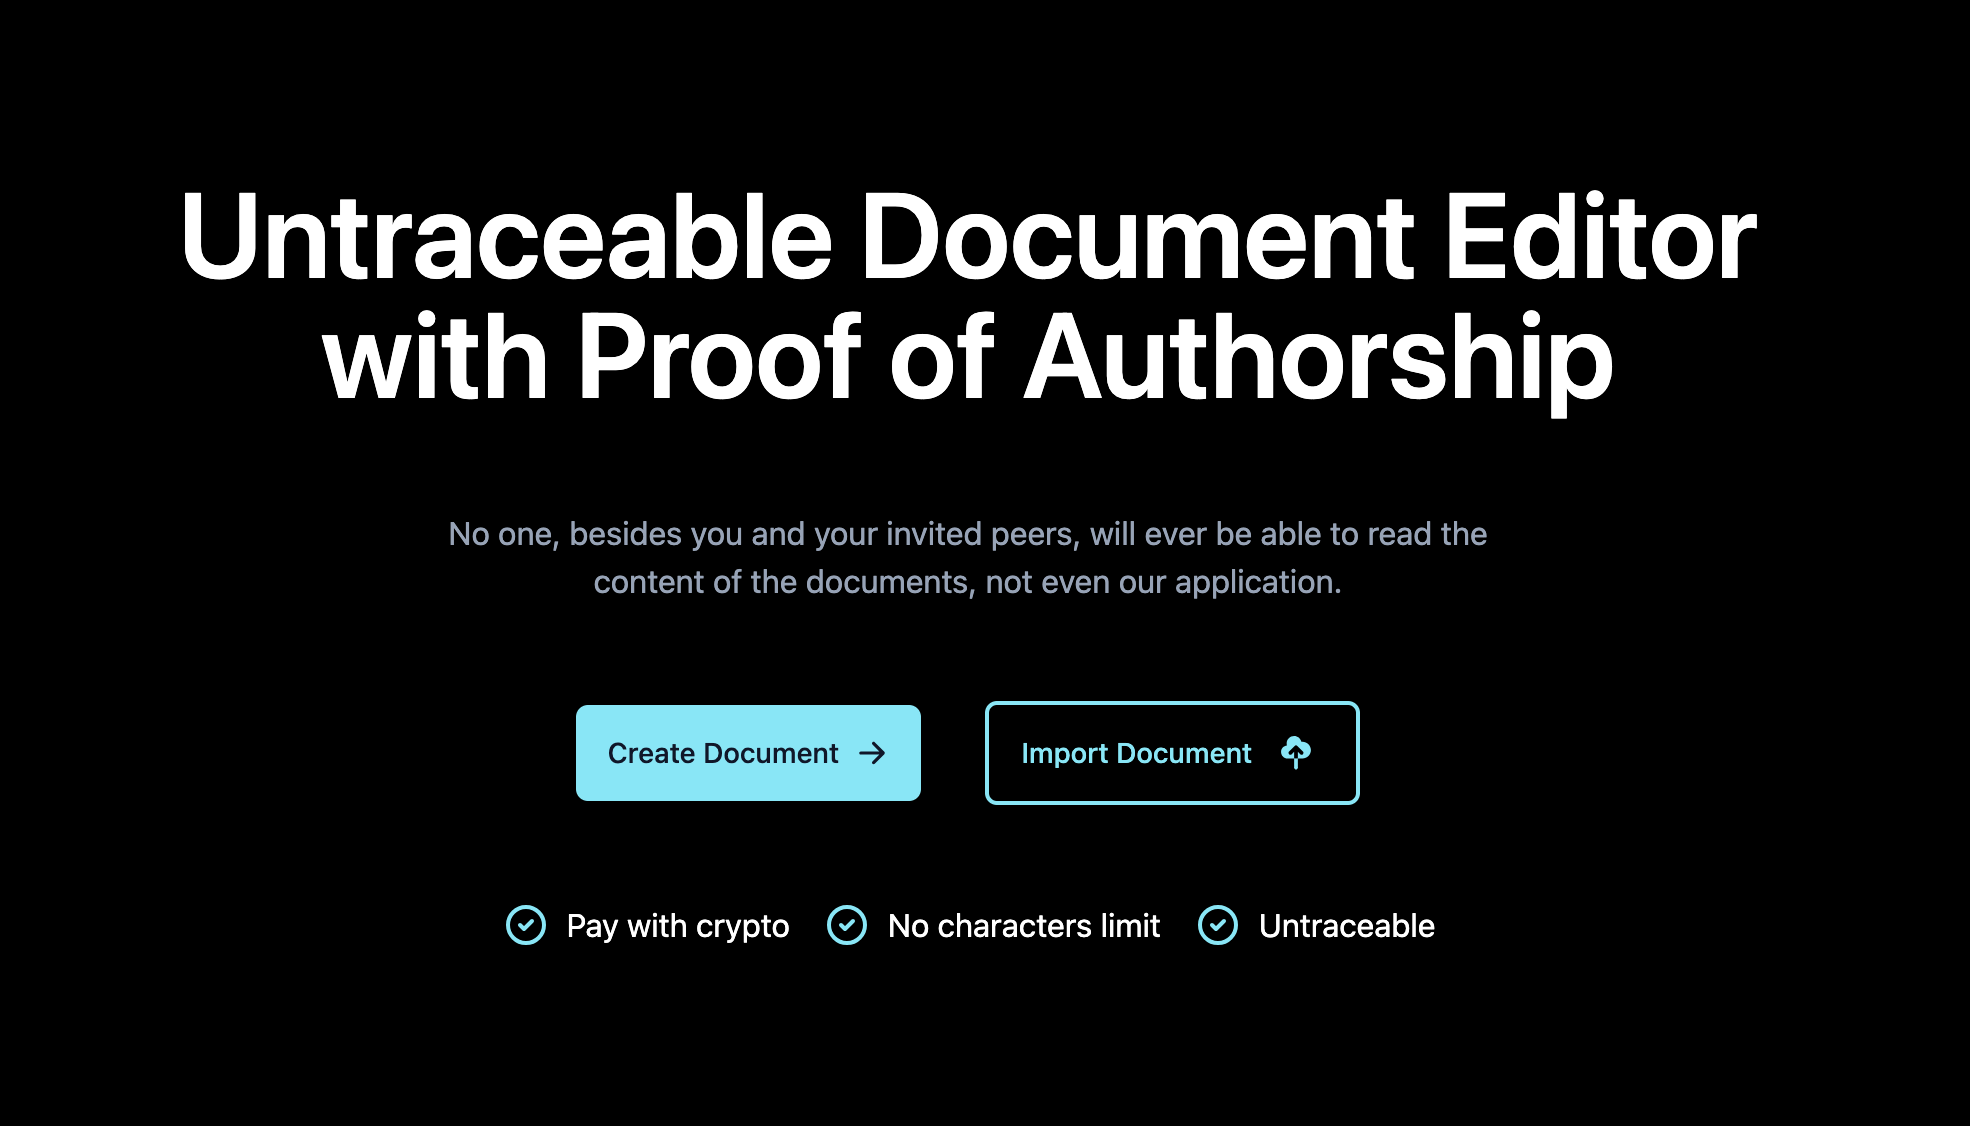 Untraceable Document Editor
with Proof of Authorship
No one, besides you and your invited peers, will ever be able to read the
content of the documents, not even our application.
Create Document
Import Document
Pay with crypto
No characters limit
Untraceable